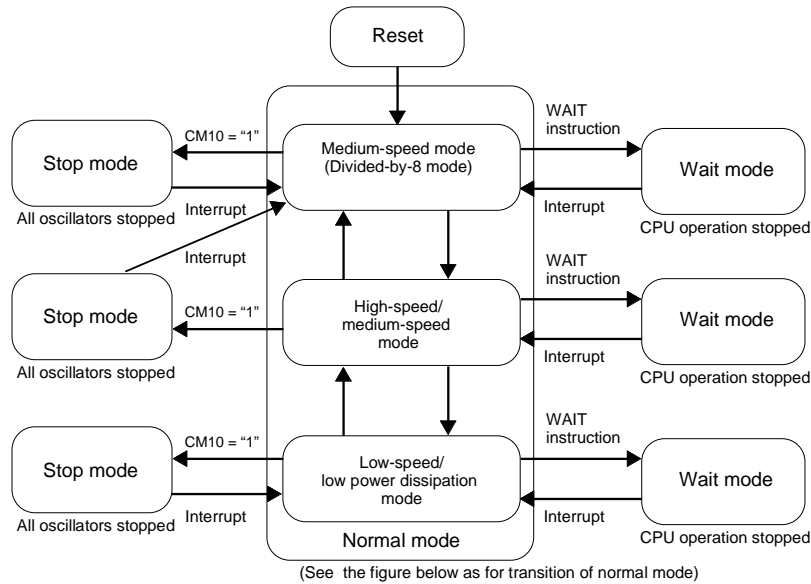 Reset
CM10 = “1”
Stop mode
All oscillators stopped
Interrupt
Medium-speed mode
(Divided-by-8 mode)
WAIT
instruction
Wait mode
Interrupt
CPU operation stopped
Interrupt
Stop mode
CM10 = “1”
All oscillators stopped
High-speed/
medium-speed
mode
WAIT
instruction
Wait mode
Interrupt
CPU operation stopped
CM10 = “1”
Stop mode
All oscillators stopped
Interrupt
Low-speed/
low power dissipation
mode
WAIT
instruction
Wait mode
Interrupt
CPU operation stopped
Normal mode
(See the figure below as for transition of normal mode)